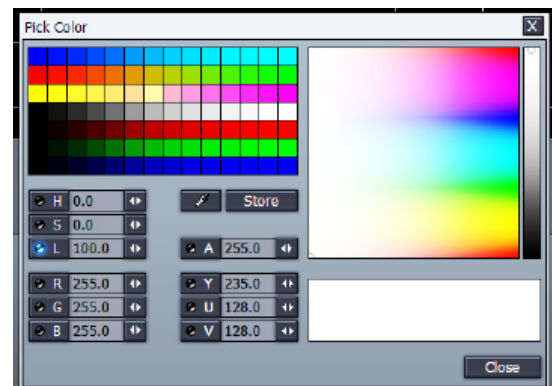 Pick Color X
H 0.0 Store
S 0.0
L 100.0 A 255.0
R 255.0 Y 235.0
G 255.0 U 128.0
B 255.0 V 128.0
Close